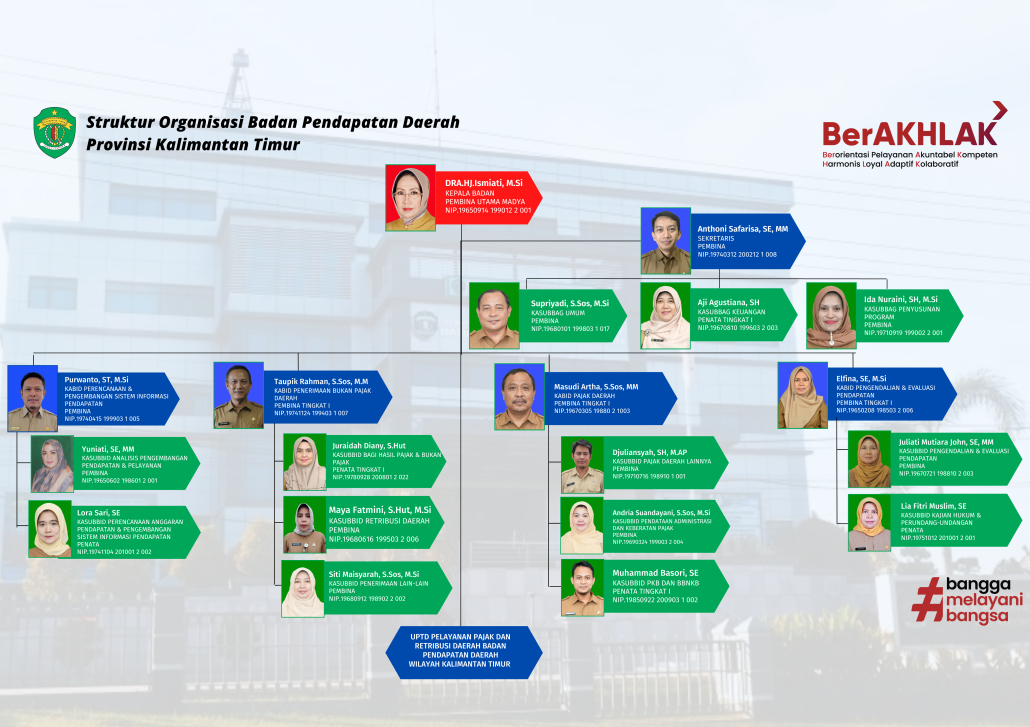 Struktur Organisasi Badan Pendapatan Daerah
Provinsi Kalimantan Timur
BerAKHLAK
Berorientasi Pelayanan Akuntabel Kompeten
Harmonis Loyal Adaptif Kolaboratif
DRA.HJ.Ismiati, M.Si
KEPALA BADAN
PEMBINA UTAMA MADYA
NIP.19650914 199012 2 001
Anthoni Safarisa, SE, MM
SEKRETARIS
PEMBINA
NIP.19740312 200212 1 008
Supriyadi, S.Sos, M.Si
KASUBBAG UMUM
PEMBINA
NIP.19680101 199803 1 017
Aji Agustiana, SH
KASUBBAG KEUANGAN
PENATA TINGKAT I
NIP.19670810 199603 2 003
Ida Nuraini, SH, M.Si
KASUBBAG PENYUSUNAN
PROGRAM
PEMBINA
NIP.19710919 199002 2 001
Purwanto, ST, M.Si
KABID PERENCANAAN &
PENGEMBANGAN SISTEM INFORMASI
PENDAPATAN
PEMBINA
NIP.19740415 199903 1 005
Taupik Rahman, S.Sos, M.M
KABID PENERIMAAN BUKAN PAJAK
DAERAH
PEMBINA TINGKAT I
NIP.19741124 199403 1 007
Masudi Artha, S.Sos, MM
KABID PAJAK DAERAH
PEMBINA TINGKAT I
NIP.19670305 19880 2 1003
Elfina, SE, M.Si
KABID PENGENDALIAN & EVALUASI
PENDAPATAN
PEMBINA TINGKAT I
NIP.19650208 198503 2 006
Yuniati, SE, MM
KASUBBID ANALISIS PENGEMBANGAN
PENDAPATAN & PELAYANAN
PEMBINA
NIP.19650602 198601 2 001
Lora Sari, SE
KASUBBID PERENCANAAN ANGGARAN
PENDAPATAN & PENGEMBANGAN
SISTEM INFORMASI PENDAPATAN
PENATA
NIP.19741104 201001 2 002
Juraidah Diany, S.Hut
KASUBBID BAGI HASIL PAJAK & BUKAN
PAJAK
PENATA TINGKAT I
NIP.19780928 200801 2 022
Maya Fatmini, S.Hut, M.Si
KASUBBID RETRIBUSI DAERAH
PEMBINA
NIP.19680616 199503 2 006
Siti Maisyarah, S.Sos, M.Si
KASUBBID PENERIMAAN LAIN-LAIN
PEMBINA
NIP.19680912 198902 2 002
Djuliansyah, SH, M.AP
KASUBBID PAJAK DAERAH LAINNYA
PEMBINA
NIP.19710716 198910 1 001
Andria Suandayani, S.Sos, M.Si
KASUBBID PENDATAAN ADMINISTRASI
DAN KEBERATAN PAJAK
PEMBINA
NIP.19690324 199003 2 004
Muhammad Basori, SE
KASUBBID PKB DAN BBNKB
PENATA TINGKAT I
NIP.19850922 200903 1 002
Juliati Mutiara John, SE, MM
KASUBBID PENGENDALIAN & EVALUASI
PENDAPATAN
PEMBINA
NIP.19670721 198810 2 003
Lia Fitri Muslim, SE
KASUBBID KAJIAN HUKUM &
PERUNDANG-UNDANGAN
PENATA
NIP.19751012 201001 2 001
#bangga
melayani
bangsa
UPTD PELAYANAN PAJAK DAN
RETRIBUSI DAERAH BADAN
PENDAPATAN DAERAH
WILAYAH KALIMANTAN TIMUR